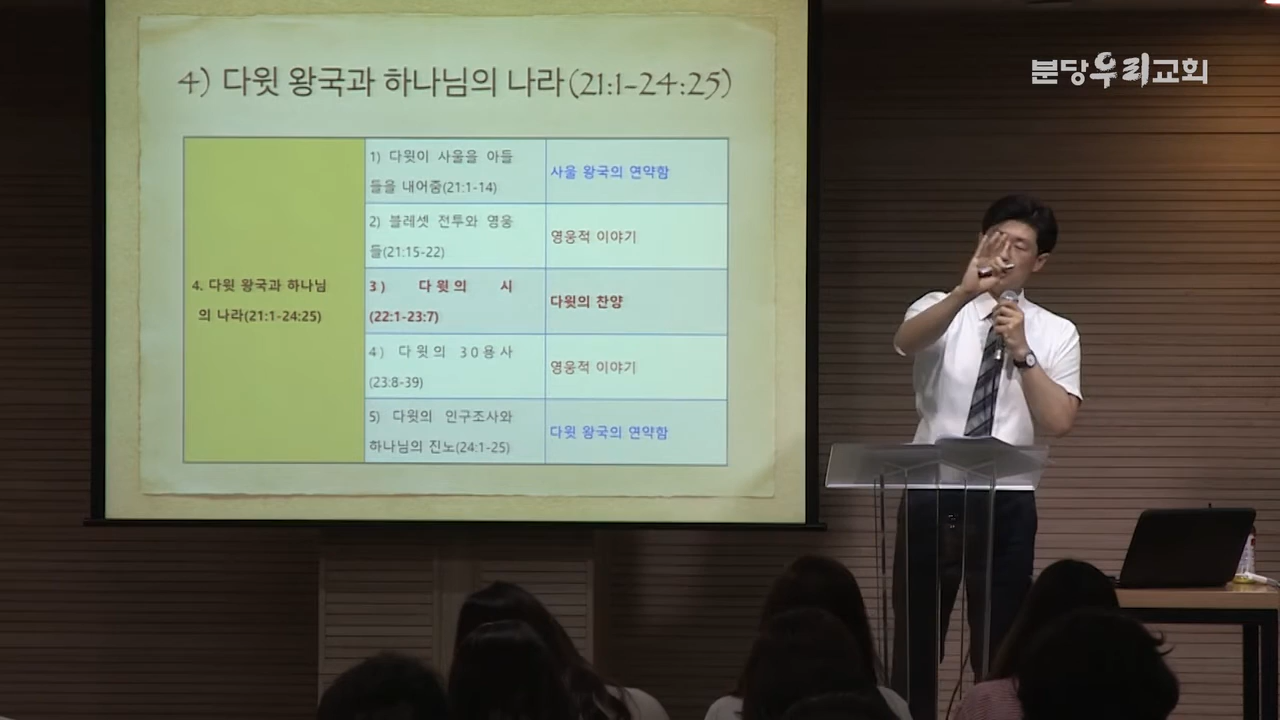 4) 다윗 왕국과 하나님의 나라(21:1-24:25)
분당우리교회
4. 다윗 왕국과 하나님
의 나라(21:1-24:25)
1) 다윗이 사울을 아들
들을 내어줌(21:1-14)
사울 왕국의 연약함
2) 블레셋 전투와 영웅
들(21:15-22)
영웅적 이야기
3) 다윗의 시
(22:1-23:7)
다윗의 찬양
4) 다윗의 30용사
(23:8-39)
영웅적 이야기
5) 다윗의 인구조사와
하나님의 진노(24:1-25)
다윗 왕국의 연약함